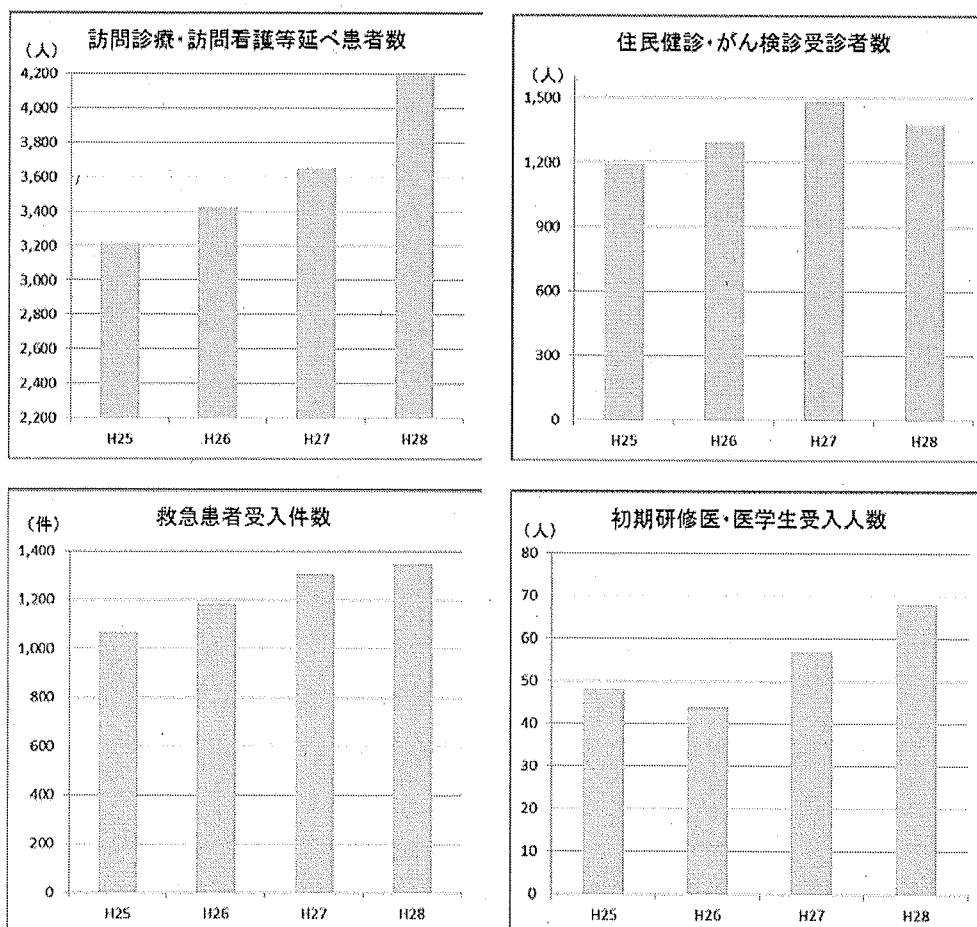 訪問診療・訪問看護等延べ患者数
（人）
4,200
4,000
3,800
3,600
3,400
3,200
3,000
2,800
2,600
2,400
2,200
H25 H26 H27 H28
住民健診・がん検診受診者数
（人）
1,500
1,200
900
600
300
0
H25 H26 H27 H28
救急患者受入件数
（件）
1,400
1,200
1,000
800
600
400
200
0
H25 H26 H27 H28
初期研修医・医学生受入人数
（人）
80
70
60
50
40
30
20
10
0
H25 H26 H27 H28